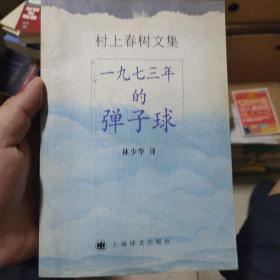 村上春树文集
一九七三年
的
弹子球
林少华 译
上海译文出版社